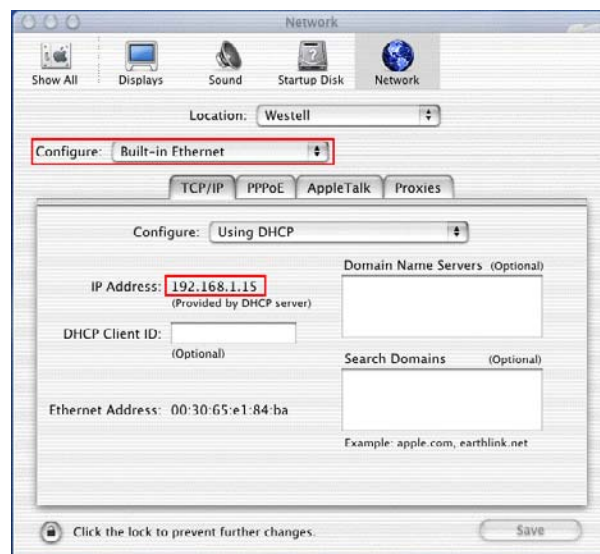 Network
Show All Displays Sound Startup Disk Network
Location: Westell
Configure: Built-in Ethernet
TCP/IP PPPoE AppleTalk Proxies
Configure: Using DHCP
Domain Name Servers (Optional)
IP Address: 192.168.1.15
(Provided by DHCP server)
DHCP Client ID:
(Optional)
Search Domains (Optional)
Ethernet Address: 00:30:65:e1:84:ba
Example: apple.com, earthlink.net
Click the lock to prevent further changes.
Save